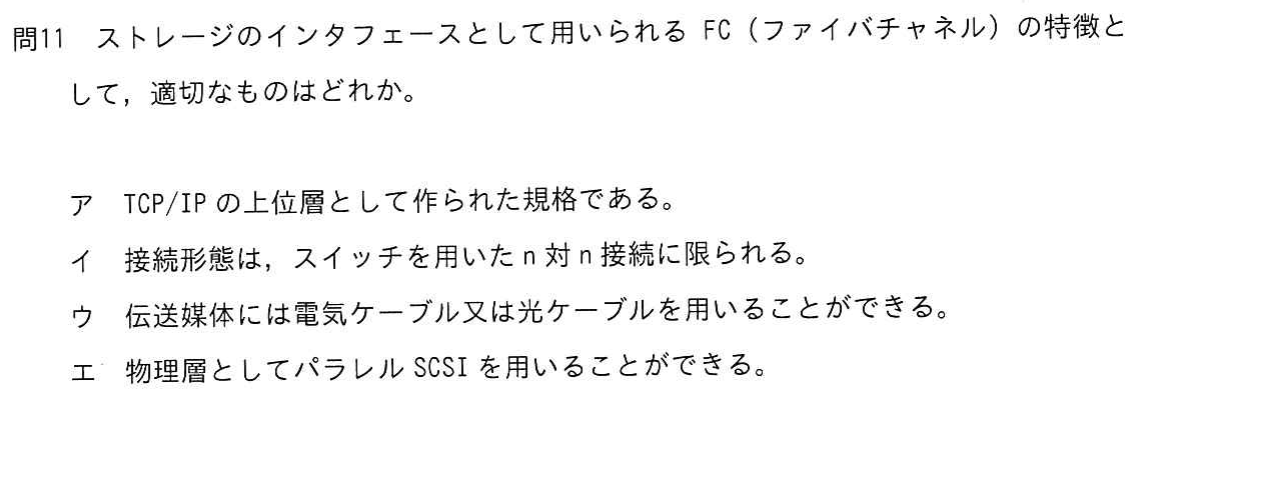 問11　ストレージのインタフェースとして用いられる FC（ファイバチャネル）の特徴と
して，適切なものはどれか。
ア　TCP/IP の上位層として作られた規格である。
イ　接続形態は，スイッチを用いた n 対 n 接続に限られる。
ウ　伝送媒体には電気ケーブル又は光ケーブルを用いることができる。
エ　物理層としてパラレル SCSI を用いることができる。